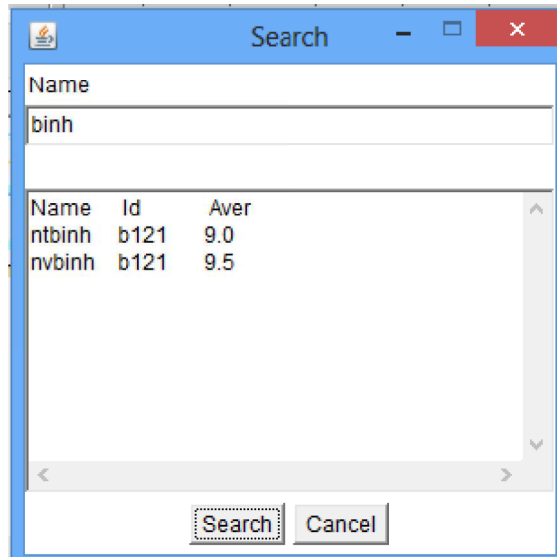 Search
Name
binh
Name Id Aver
ntbinh b121 9.0
nvbinh b121 9.5
Search Cancel